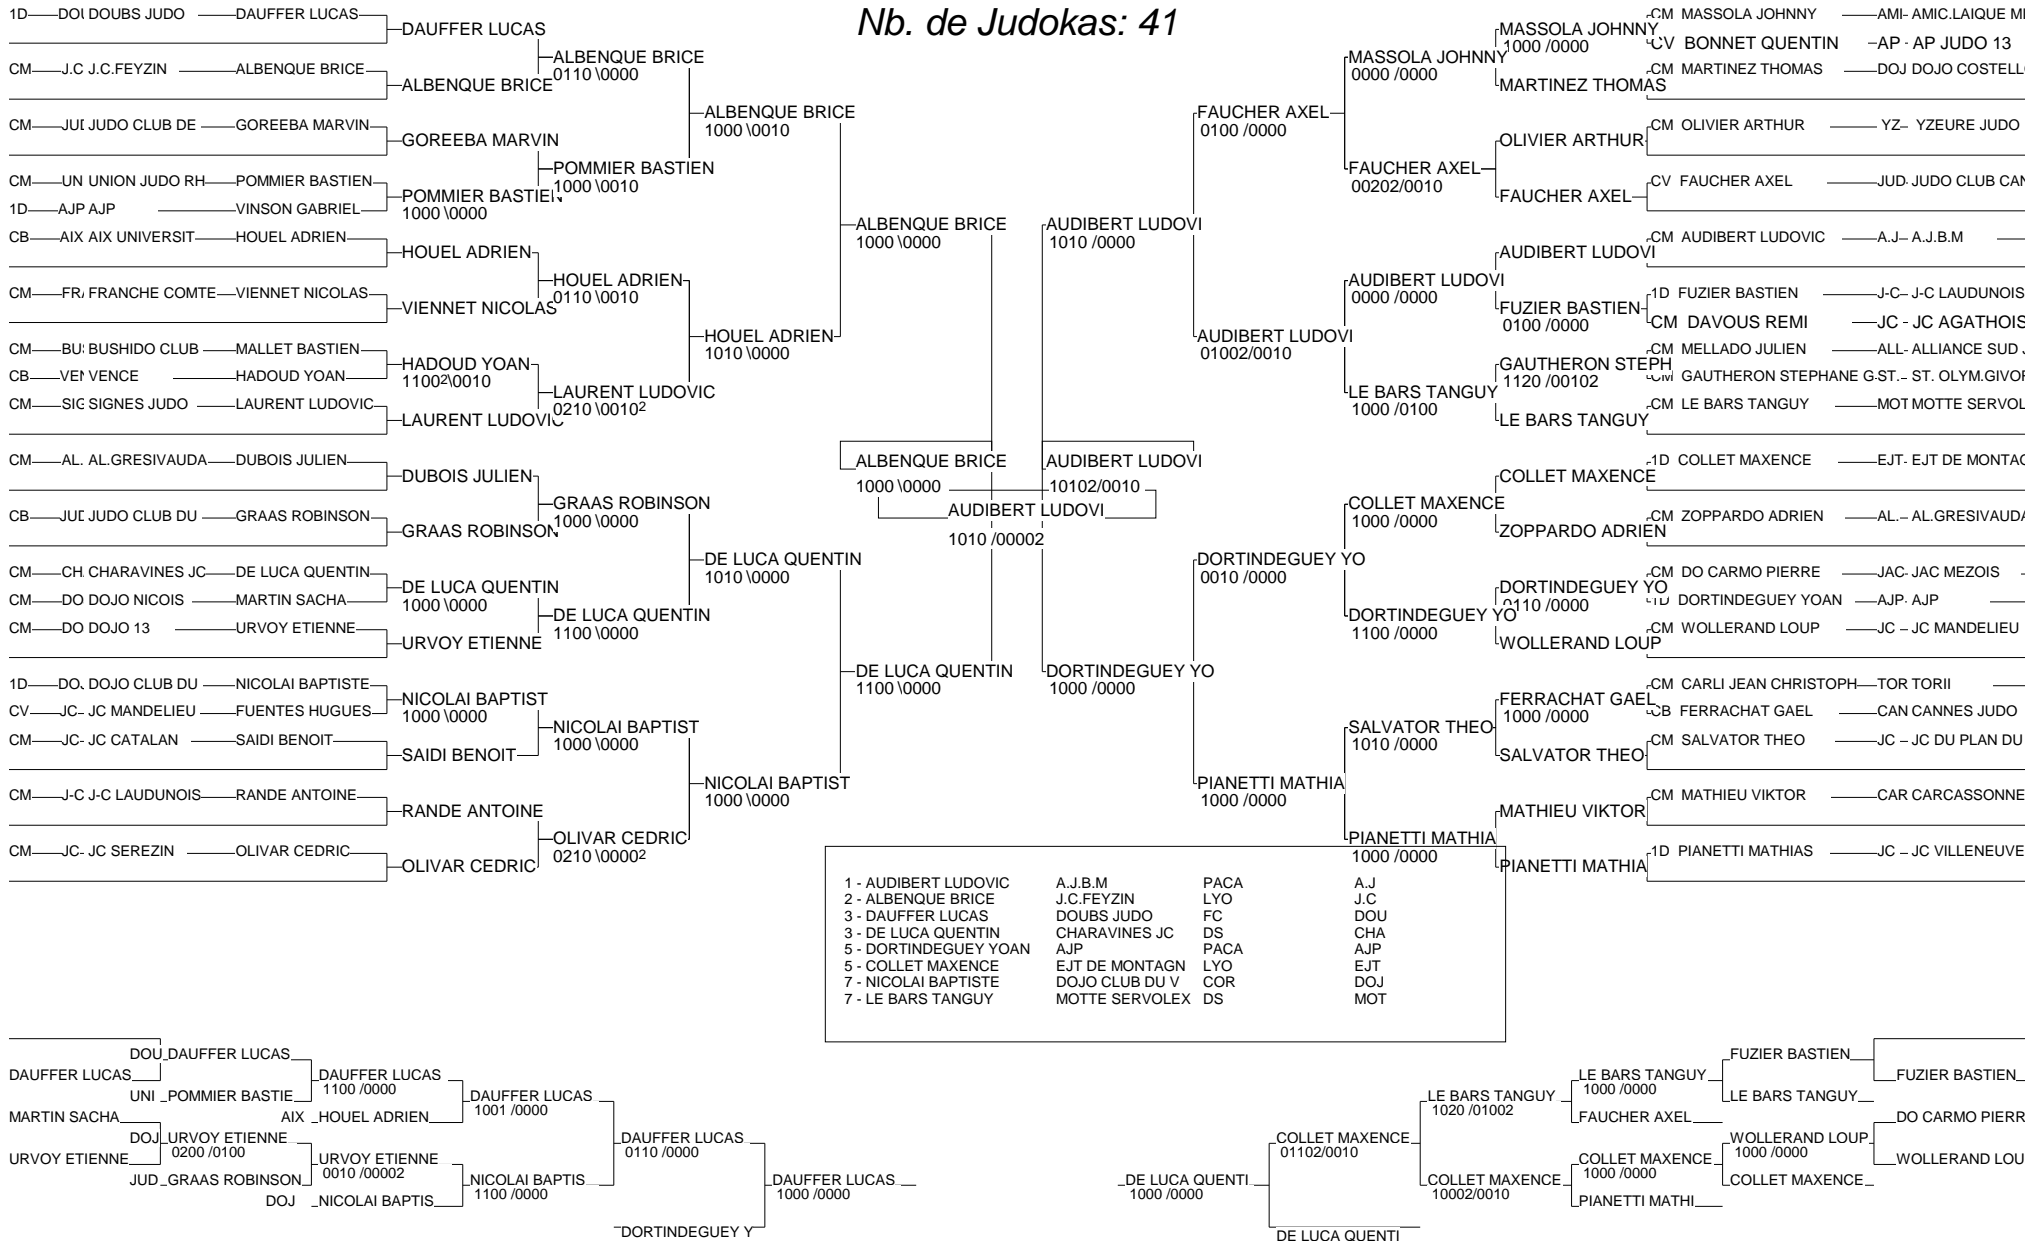 Nb. de Judokas: 41
1D DOU DOUBS JUDO DAUFFER LUCAS
CM J.C J.C.FEYZIN ALBENQUE BRICE
CM JUI JUDO CLUB DE GOREEBA MARVIN
CM UN UNION JUDO RH POMMIER BASTIEN
1D AJP AJP VINSON GABRIEL
CB AIX AIX UNIVERSIT HOUEL ADRIEN
CM FR FRANCHE COMTE VIENNET NICOLAS
CM BU BUSHIDO CLUB MALLET BASTIEN
CB VEN VENCE HADOUD YOAN
CM SIG SIGNES JUDO LAURENT LUDOVIC
CM AL. AL.GRESIVAUDA DUBOIS JULIEN
CB JUD JUDO CLUB DU GRAAS ROBINSON
CM CH CHARAVINES JC DE LUCA QUENTIN
CM DO DOJO NICOIS MARTIN SACHA
CM DO DOJO 13 URVOY ETIENNE
1D DO DOJO CLUB DU NICOLAI BAPTISTE
CV JC- JC MANDELIEU FUENTES HUGUES
CM JC- JC CATALAN SAIDI BENOIT
CM J-C J-C LAUDUNOIS RANDE ANTOINE
CM JC- JC SEREZIN OLIVAR CEDRIC
DAUFFER LUCAS
ALBENQUE BRICE
GOREEBA MARVIN
POMMIER BASTIEN
1000 \0000
HOUEL ADRIEN
VIENNET NICOLAS
HADOUD YOAN
1100²\0010
LAURENT LUDOVIC
DUBOIS JULIEN
GRAAS ROBINSON
DE LUCA QUENTIN
1000 \0000
URVOY ETIENNE
NICOLAI BAPTIST
1000 \0000
SAIDI BENOIT
RANDE ANTOINE
OLIVAR CEDRIC
ALBENQUE BRICE
0110 \0000
POMMIER BASTIEN
1000 \0010
HOUEL ADRIEN
0110 \0010
LAURENT LUDOVIC
0210 \0010²
GRAAS ROBINSON
1000 \0000
DE LUCA QUENTIN
1100 \0000
NICOLAI BAPTIST
1000 \0000
OLIVAR CEDRIC
0210 \0000²
ALBENQUE BRICE
1000 \0010
HOUEL ADRIEN
1010 \0000
DE LUCA QUENTIN
1010 \0000
NICOLAI BAPTIST
1000 \0000
ALBENQUE BRICE
1000 \0000
DE LUCA QUENTIN
1100 \0000
ALBENQUE BRICE
1000 \0000
AUDIBERT LUDOVI
10102/0010
AUDIBERT LUDOVI
1010 /00002
AUDIBERT LUDOVI
1010 /0000
DORTINDEGUEY YO
1000 /0000
FAUCHER AXEL
0100 /0000
AUDIBERT LUDOVI
01002/0010
DORTINDEGUEY YO
0010 /0000
PIANETTI MATHIA
1000 /0000
MASSOLA JOHNNY
0000 /0000
FAUCHER AXEL
00202/0010
AUDIBERT LUDOVI
0000 /0000
LE BARS TANGUY
1000 /0100
COLLET MAXENCE
1000 /0000
DORTINDEGUEY YO
1100 /0000
SALVATOR THEO
1010 /0000
PIANETTI MATHIA
1000 /0000
MASSOLA JOHNNY
1000 /0000
MARTINEZ THOMAS
OLIVIER ARTHUR
FAUCHER AXEL
AUDIBERT LUDOVI
FUZIER BASTIEN
0100 /0000
GAUTHERON STEPH
1120 /00102
LE BARS TANGUY
COLLET MAXENCE
ZOPPARDO ADRIEN
DORTINDEGUEY YO
0110 /0000
WOLLERAND LOUP
FERRACHAT GAEL
1000 /0000
SALVATOR THEO
MATHIEU VIKTOR
PIANETTI MATHIA
CM MASSOLA JOHNNY AMI- AMIC.LAIQUE
CV BONNET QUENTIN AP - AP JUDO 13
CM MARTINEZ THOMAS DOJ DOJO
CM OLIVIER ARTHUR YZ- YZEURE JUDO
CV FAUCHER AXEL JUD- JUDO CLUB
CM AUDIBERT LUDOVIC A.J- A.J.B.M
1D FUZIER BASTIEN J-C- J-C LAUDUNOIS
CM DAVOUS REMI JC - JC AGATHOIS
CM MELLADO JULIEN ALL- ALLIANCE SUD
CM GAUTHERON STEPHANE G ST.- ST. OLYM.
CM LE BARS TANGUY MOT MOTTE SERVOL
1D COLLET MAXENCE EJT- EJT DE
CM ZOPPARDO ADRIEN AL.- AL.GRESIVAUDA
CM DO CARMO PIERRE JAC- JAC MEZOIS
1D DORTINDEGUEY YOAN AJP- AJP
CM WOLLERAND LOUP JC - JC MANDELIEU
CM CARLI JEAN CHRISTOPH TOR TORII
CB FERRACHAT GAEL CAN CANNES JUDO
CM SALVATOR THEO JC - JC DU PLAN DU
CM MATHIEU VIKTOR CAR CARCASSONNE
1D PIANETTI MATHIAS JC - JC VILLENEUVE
1 - AUDIBERT LUDOVIC A.J.B.M PACA A.J
2 - ALBENQUE BRICE J.C.FEYZIN LYO J.C
3 - DAUFFER LUCAS DOUBS JUDO FC DOU
3 - DE LUCA QUENTIN CHARAVINES JC DS CHA
5 - DORTINDEGUEY YOAN AJP PACA AJP
5 - COLLET MAXENCE EJT DE MONTAGN LYO EJT
7 - NICOLAI BAPTISTE DOJO CLUB DU V COR DOJ
7 - LE BARS TANGUY MOTTE SERVOLEX DS MOT
DAUFFER LUCAS
MARTIN SACHA
URVOY ETIENNE
DOU DAUFFER LUCAS
UNI POMMIER BASTIE
DOJ URVOY ETIENNE
0200 /0100
JUD GRAAS ROBINSON
DAUFFER LUCAS
1100 /0000
AIX HOUEL ADRIEN
URVOY ETIENNE
0010 /00002
DOJ NICOLAI BAPTIS
DAUFFER LUCAS
1001 /0000
NICOLAI BAPTIS
1100 /0000
DAUFFER LUCAS
0110 /0000
DORTINDEGUEY Y
DAUFFER LUCAS
1000 /0000
DE LUCA QUENTI
1000 /0000
COLLET MAXENCE
01102/0010
DE LUCA QUENTI
LE BARS TANGUY
1020 /01002
COLLET MAXENCE
10002/0010
LE BARS TANGUY
1000 /0000
FAUCHER AXEL
COLLET MAXENCE
1000 /0000
PIANETTI MATHI
FUZIER BASTIEN
LE BARS TANGUY
WOLLERAND LOUP
1000 /0000
COLLET MAXENCE
FUZIER BASTIEN
DO CARMO PIERR
WOLLERAND LOU